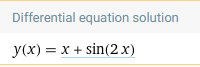 Differential equation solution
y(x) = x + sin(2 x)